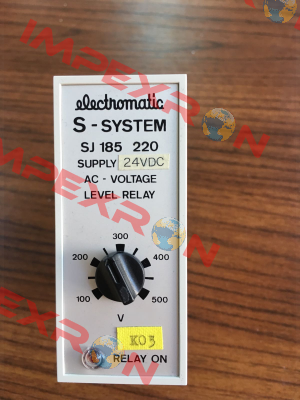 electromatic
S-SYSTEM
SJ 185 220
SUPPLY 24VDC
AC - VOLTAGE
LEVEL RELAY
300
200 400
100 500
V
K03
RELAY ON
IMPEXRON
IMPEXRON
IMPEXRON